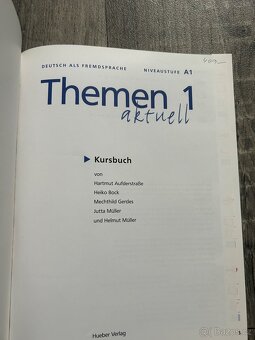 DEUTSCH ALS FREMDSPRACHE NIVEAUSTUFE A1
Themen 1
aktuell
Kursbuch
von
Hartmut Aufderstraße
Heiko Bock
Mechthild Gerdes
Jutta Müller
und Helmut Müller
Hueber Verlag